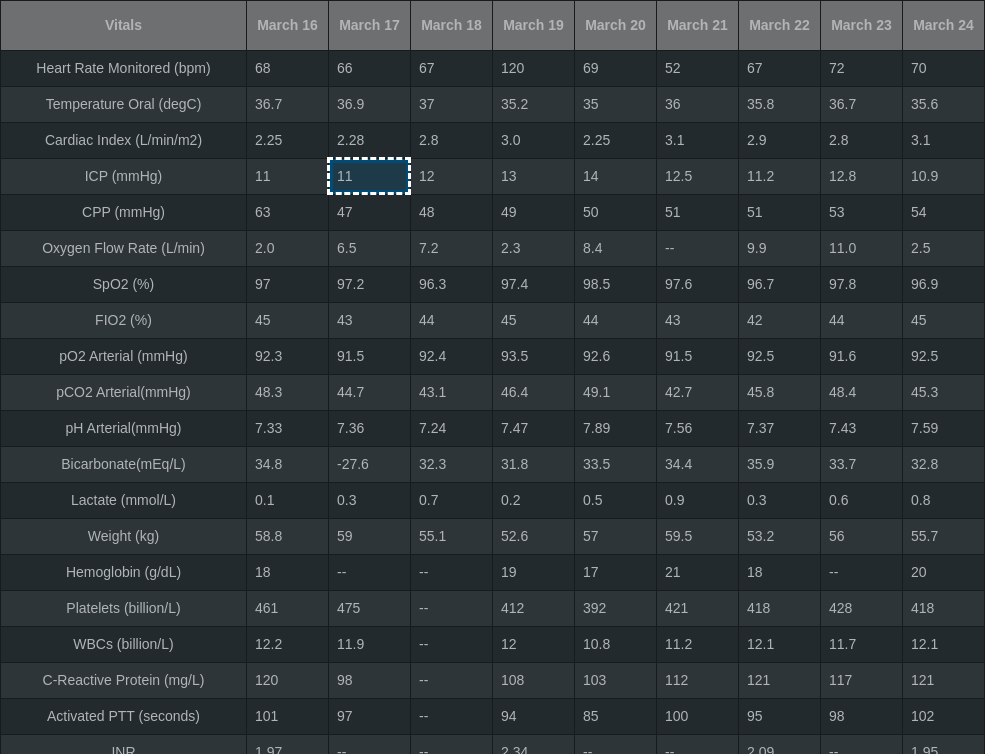 Vitals March 16 March 17 March 18 March 19 March 20 March 21 March 22 March 23 March 24
Heart Rate Monitored (bpm) 68 66 67 120 69 52 67 72 70
Temperature Oral (degC) 36.7 36.9 37 35.2 35 36 35.8 36.7 35.6
Cardiac Index (L/min/m2) 2.25 2.28 2.8 3.0 2.25 3.1 2.9 2.8 3.1
ICP (mmHg) 11 11 12 13 14 12.5 11.2 12.8 10.9
CPP (mmHg) 63 47 48 49 50 51 51 53 54
Oxygen Flow Rate (L/min) 2.0 6.5 7.2 2.3 8.4 -- 9.9 11.0 2.5
SpO2 (%) 97 97.2 96.3 97.4 98.5 97.6 96.7 97.8 96.9
FIO2 (%) 45 43 44 45 44 43 42 44 45
pO2 Arterial (mmHg) 92.3 91.5 92.4 93.5 92.6 91.5 92.5 91.6 92.5
pCO2 Arterial(mmHg) 48.3 44.7 43.1 46.4 49.1 42.7 45.8 48.4 45.3
pH Arterial(mmHg) 7.33 7.36 7.24 7.47 7.89 7.56 7.37 7.43 7.59
Bicarbonate(mEq/L) 34.8 -27.6 32.3 31.8 33.5 34.4 35.9 33.7 32.8
Lactate (mmol/L) 0.1 0.3 0.7 0.2 0.5 0.9 0.3 0.6 0.8
Weight (kg) 58.8 59 55.1 52.6 57 59.5 53.2 56 55.7
Hemoglobin (g/dL) 18 -- -- 19 17 21 18 -- 20
Platelets (billion/L) 461 475 -- 412 392 421 418 428 418
WBCs (billion/L) 12.2 11.9 -- 12 10.8 11.2 12.1 11.7 12.1
C-Reactive Protein (mg/L) 120 98 -- 108 103 112 121 117 121
Activated PTT (seconds) 101 97 -- 94 85 100 95 98 102
INR 1.97 -- -- 2.34 -- -- 2.09 -- 1.95